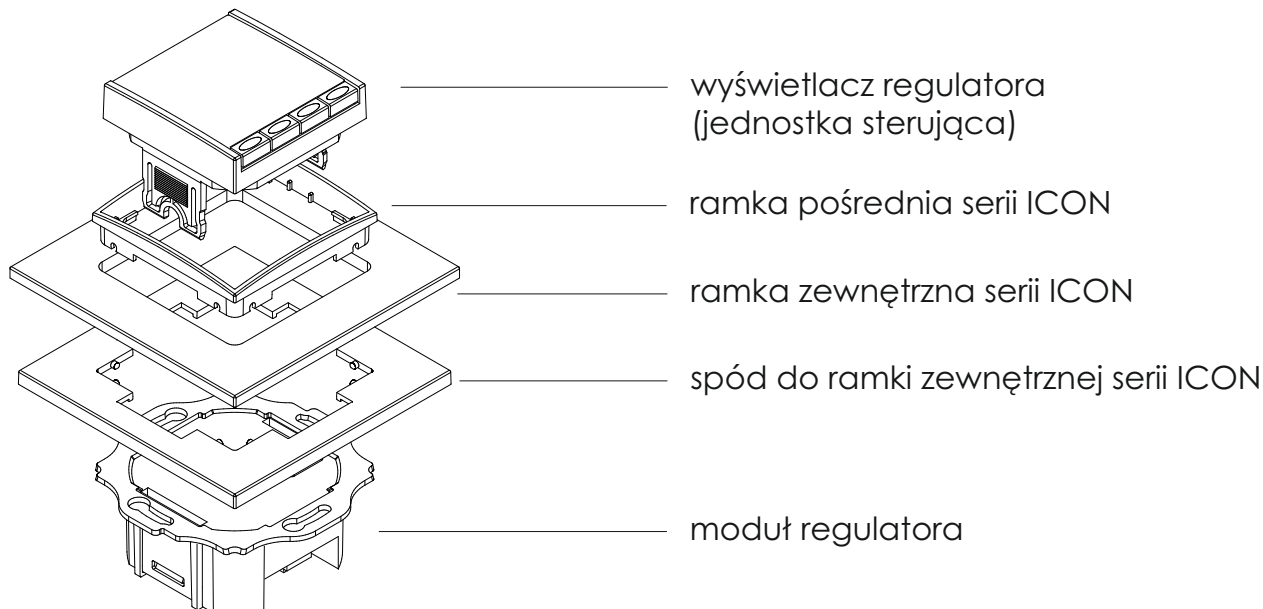 wyświetlacz regulatora
(jednostka sterująca)
ramka pośrednia serii ICON
ramka zewnętrzna serii ICON
spód do ramki zewnętrznej serii ICON
moduł regulatora